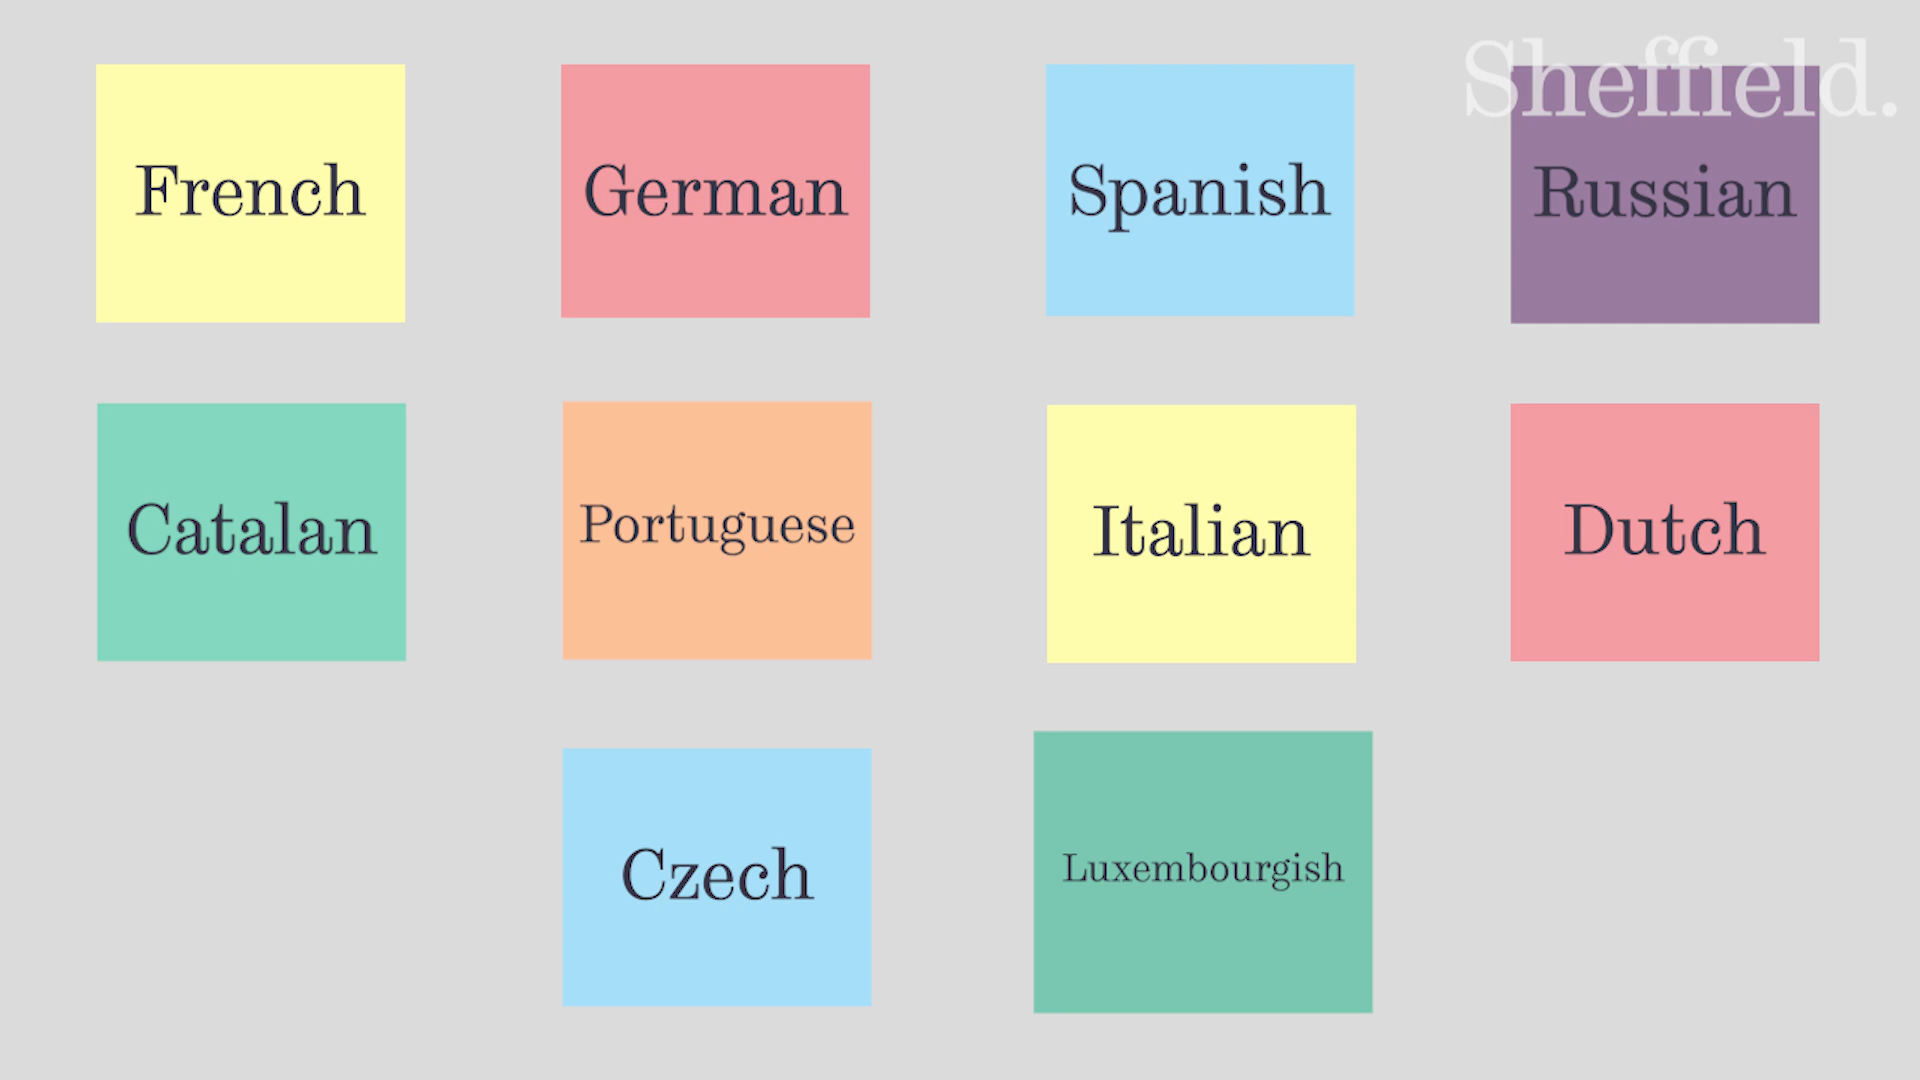 Sheffield.
French
German
Spanish
Russian
Catalan
Portuguese
Italian
Dutch
Czech
Luxembourgish